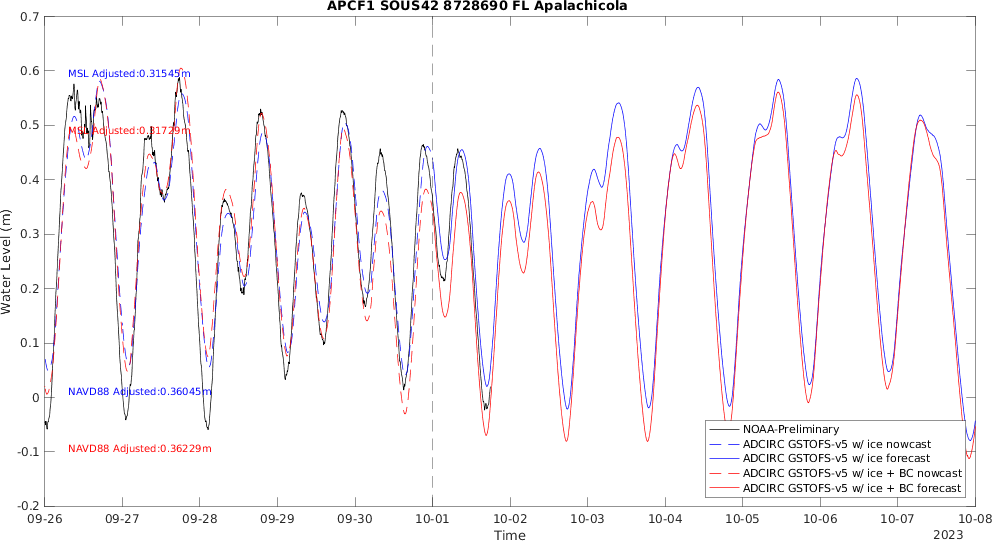 APCF1 SOUS42 8728690 FL Apalachicola
0.7
0.6
0.5
0.4
0.3
0.2
0.1
0
-0.1
-0.2
Water Level (m)
MSL Adjusted:0.31545m
MSL Adjusted:0.31729m
NAVD88 Adjusted:0.36045m
NAVD88 Adjusted:0.36229m
NOAA-Preliminary
ADCIRC GSTOFS-v5 w/ ice nowcast
ADCIRC GSTOFS-v5 w/ ice forecast
ADCIRC GSTOFS-v5 w/ ice + BC nowcast
ADCIRC GSTOFS-v5 w/ ice + BC forecast
09-26 09-27 09-28 09-29 09-30 10-01 10-02 10-03 10-04 10-05 10-06 10-07 10-08
Time
2023